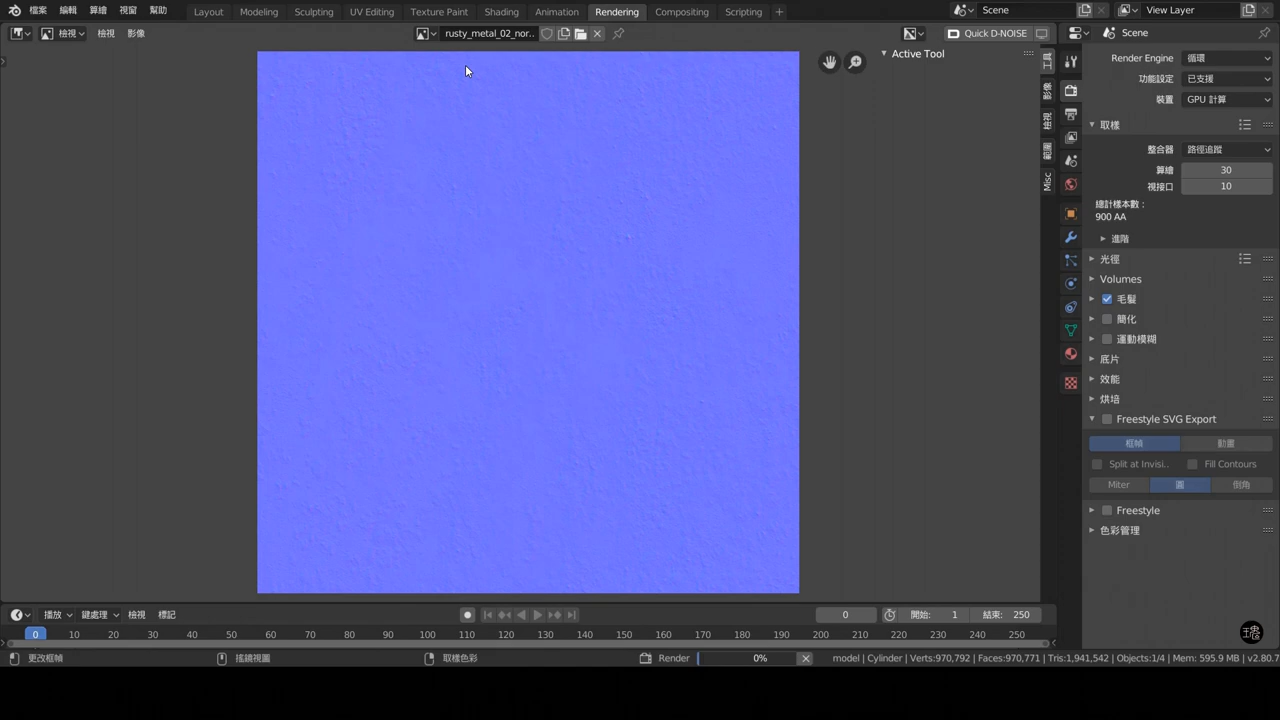 檔案 編輯 算繪 視窗 幫助 Layout Modeling Sculpting UV Editing Texture Paint Shading Animation Rendering Compositing Scripting + Scene View Layer
檢視 檢視 影像 rusty_metal_02_nor.. Quick D-NOISE Scene
Active Tool
工具
影像
檢視
範圍
Misc
Render Engine 循環
功能設定 已支援
裝置 GPU 計算
取樣
整合器 路徑追蹤
算繪 30
視接口 10
總計樣本數：
900 AA
進階
光徑
Volumes
毛髮
簡化
運動模糊
底片
效能
烘培
Freestyle SVG Export
框幀 動畫
Split at Invisi.. Fill Contours
Miter 圓 倒角
Freestyle
色彩管理
瑰
播放 鍵處理 檢視 標記 0 開始: 1 結束: 250
0 10 20 30 40 50 60 70 80 90 100 110 120 130 140 150 160 170 180 190 200 210 220 230 240 250
更改框幀 搖鏡視圖 取樣色彩 Render 0% model | Cylinder | Verts:970,792 | Faces:970,771 | Tris:1,941,542 | Objects:1/4 | Mem: 595.9 MB | v2.80.7